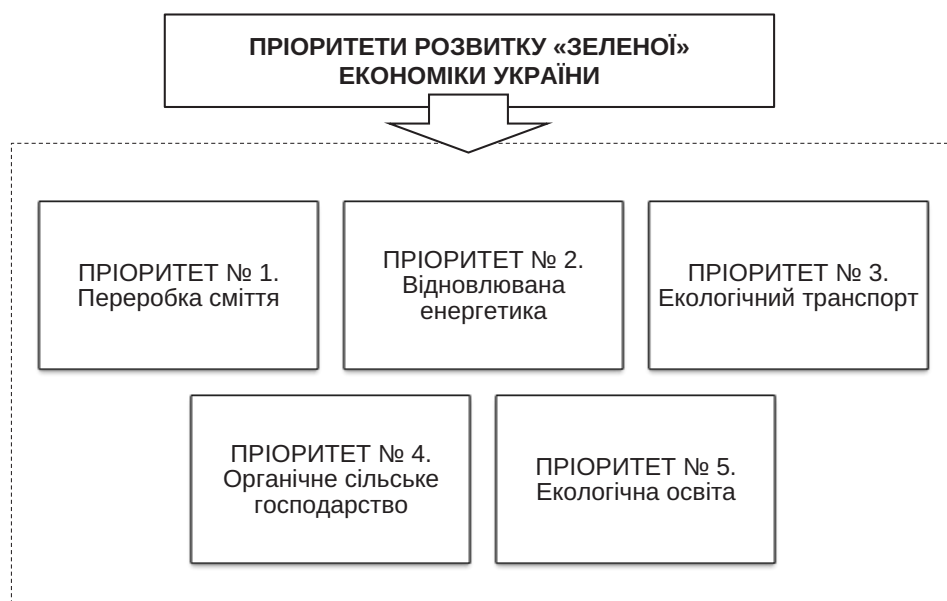 ПРІОРИТЕТИ РОЗВИТКУ «ЗЕЛЕНОЇ»
ЕКОНОМІКИ УКРАЇНИ
ПРІОРИТЕТ № 1.
Переробка сміття
ПРІОРИТЕТ № 2.
Відновлювана
енергетика
ПРІОРИТЕТ № 3.
Екологічний транспорт
ПРІОРИТЕТ № 4.
Органічне сільське
господарство
ПРІОРИТЕТ № 5.
Екологічна освіта